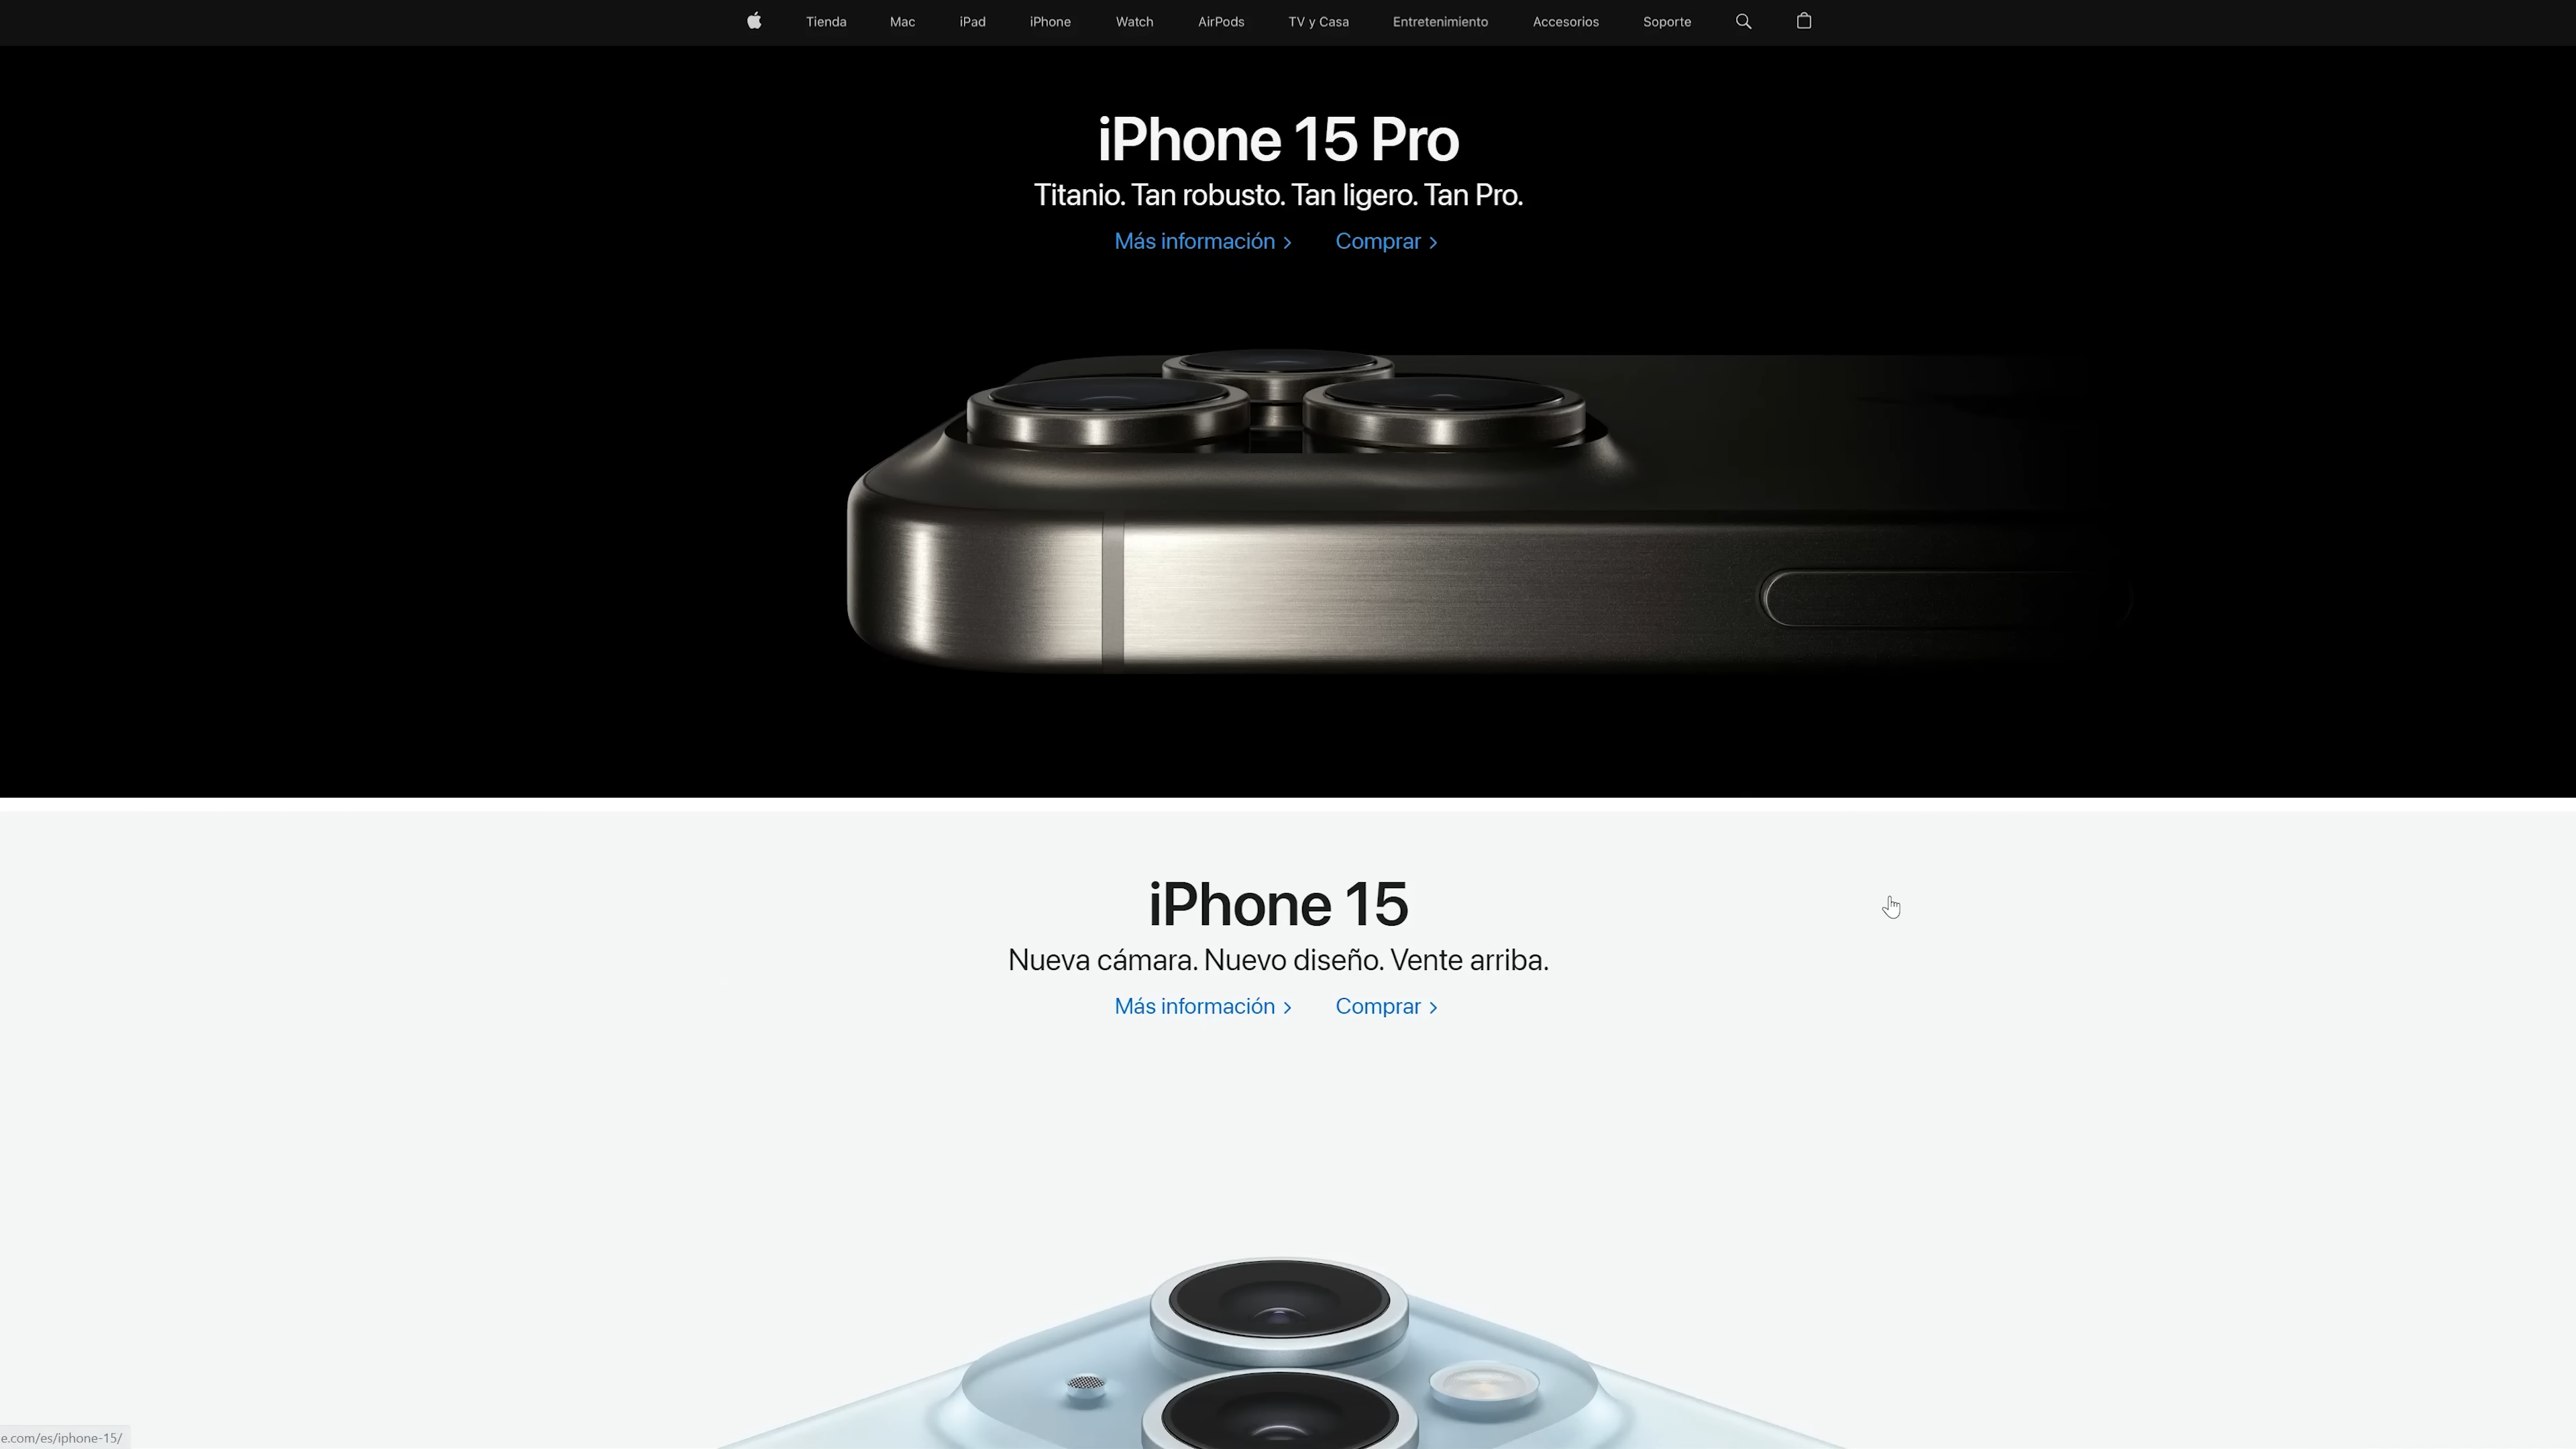 Tienda Mac iPad iPhone Watch AirPods TV y Casa Entretenimiento Accesorios Soporte
iPhone 15 Pro
Titanio. Tan robusto. Tan ligero. Tan Pro.
Más información > Comprar >
iPhone 15
Nueva cámara. Nuevo diseño. Vente arriba.
Más información > Comprar >
e.com/es/iphone-15/